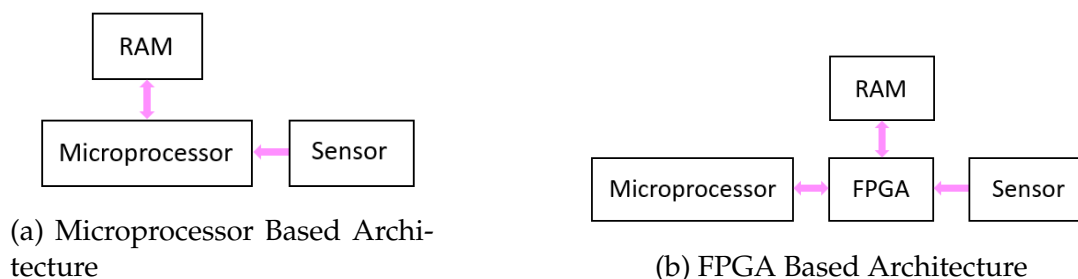 RAM
Microprocessor
Sensor
(a) Microprocessor Based Archi-
tecture
RAM
Microprocessor
FPGA
Sensor
(b) FPGA Based Architecture